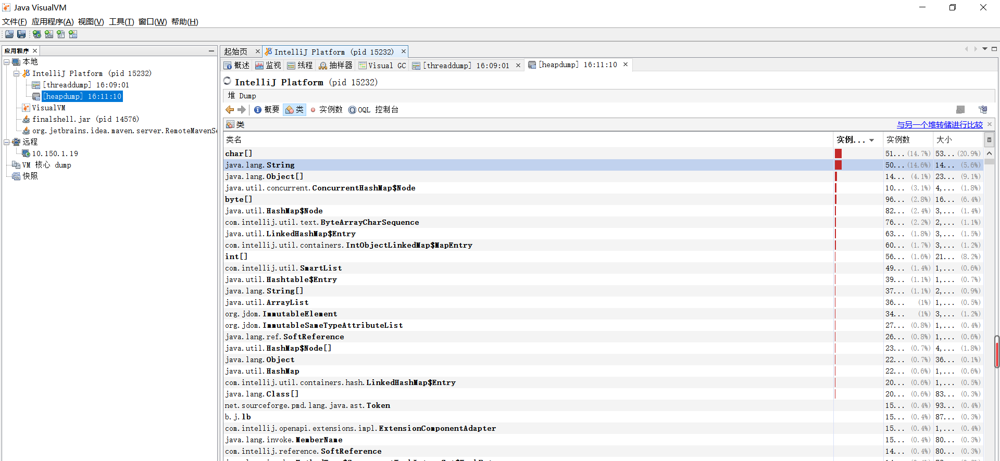 Java VisualVM
文件(F) 应用程序(A) 视图(V) 工具(T) 窗口(W) 帮助(H)
应用程序
本地
IntelliJ Platform (pid 15232)
[threaddump] 16:09:01
[heapdump] 16:11:10
VisualVM
finalshell.jar (pid 14576)
org.jetbrains.idea.maven.server.RemoteMavenSe
远程
10.150.1.19
VM 核心 dump
快照
起始页 IntelliJ Platform (pid 15232)
概述 监视 线程 抽样器 Visual GC [threaddump] 16:09:01 [heapdump] 16:11:10
IntelliJ Platform (pid 15232)
堆 Dump
概要 类 实例数 OQL 控制台
类 与另一个堆转储进行比较
类名 实例... 实例数 大小
char[] 51... (14.7%) 53... (20.9%)
java.lang.String 50... (14.6%) 14... (5.6%)
java.lang.Object[] 14... (4.1%) 23... (9.1%)
java.util.concurrent.ConcurrentHashMap$Node 10... (3.1%) 4,... (1.8%)
byte[] 96... (2.8%) 16... (6.4%)
java.util.HashMap$Node 82... (2.4%) 3,... (1.4%)
com.intellij.util.text.ByteArrayCharSequence 76... (2.2%) 2,... (1.1%)
java.util.LinkedHashMap$Entry 63... (1.8%) 3,... (1.5%)
com.intellij.util.containers.IntObjectLinkedMap$MapEntry 60... (1.7%) 3,... (1.2%)
int[] 56... (1.6%) 21... (8.2%)
com.intellij.util.SmartList 49... (1.4%) 1,... (0.6%)
java.util.Hashtable$Entry 39... (1.1%) 1,... (0.7%)
java.lang.String[] 37... (1.1%) 2,... (0.9%)
java.util.ArrayList 36... (1%) 1,... (0.5%)
org.jdom.ImmutableElement 34... (1%) 3,... (1.2%)
org.jdom.ImmutableSameTypeAttributeList 27... (0.8%) 1,... (0.4%)
java.lang.ref.SoftReference 26... (0.8%) 1,... (0.6%)
java.util.HashMap$Node[] 23... (0.7%) 4,... (1.8%)
java.lang.Object 22... (0.7%) 36... (0.1%)
java.util.HashMap 22... (0.6%) 1,... (0.6%)
com.intellij.util.containers.hash.LinkedHashMap$Entry 20... (0.6%) 1,... (0.5%)
java.lang.Class[] 20... (0.6%) 83... (0.3%)
net.sourceforge.pmd.lang.java.ast.Token 15... (0.4%) 93... (0.4%)
b.j.lb 15... (0.4%) 87... (0.3%)
com.intellij.openapi.extensions.impl.ExtensionComponentAdapter 15... (0.4%) 1,... (0.4%)
java.lang.invoke.MemberName 15... (0.4%) 80... (0.3%)
com.intellij.reference.SoftReference 14... (0.4%) 80... (0.3%)